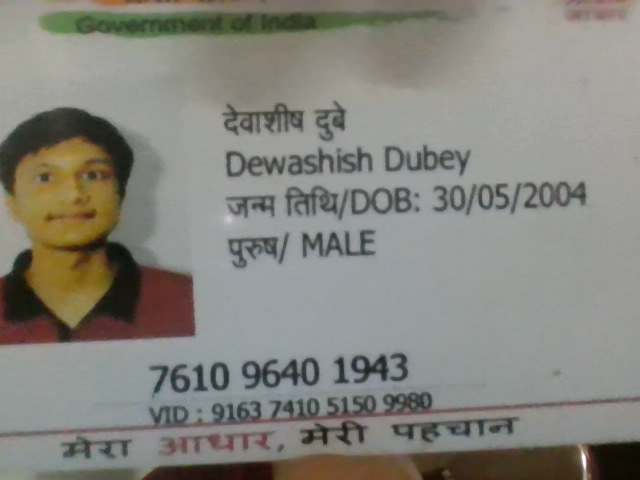 Government of India
आधार
देवाशीष दुबे
Dewashish Dubey
जन्म तिथि/DOB: 30/05/2004
पुरुष/ MALE
7610 9640 1943
VID : 9163 7410 5150 9980
मेरा आधार, मेरी पहचान